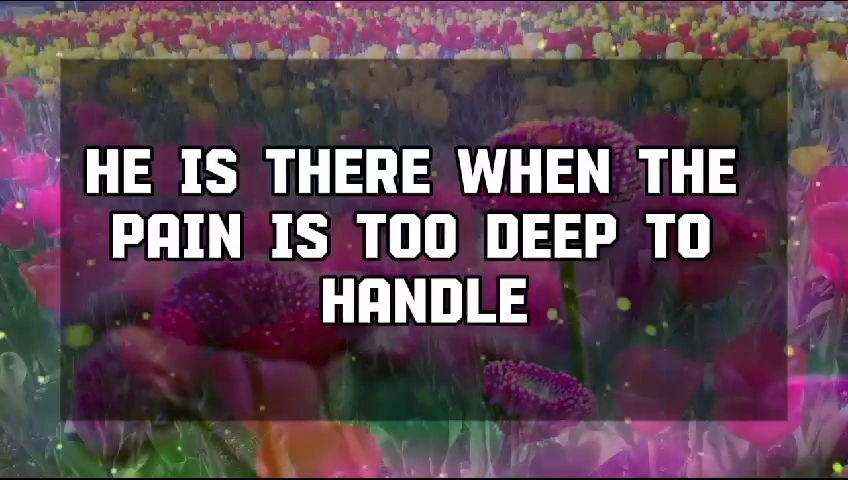 HE IS THERE WHEN THE
PAIN IS TOO DEEP TO
HANDLE